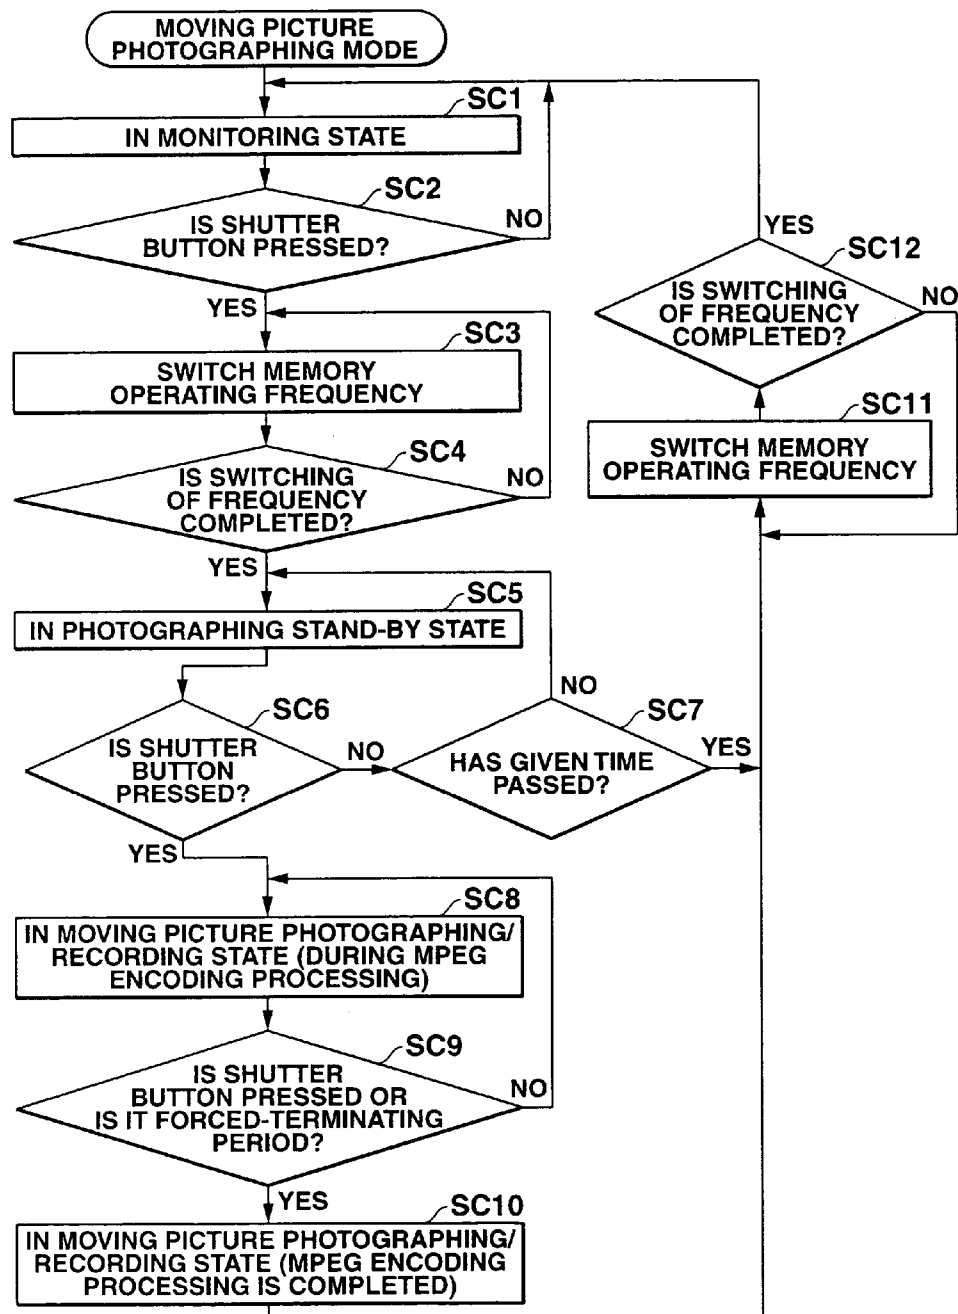 MOVING PICTURE
PHOTOGRAPHING MODE
SC1
IN MONITORING STATE
SC2
IS SHUTTER
BUTTON PRESSED?
NO
YES
SC3
SWITCH MEMORY
OPERATING FREQUENCY
SC4
IS SWITCHING
OF FREQUENCY
COMPLETED?
NO
YES
SC5
IN PHOTOGRAPHING STAND-BY STATE
SC6
IS SHUTTER
BUTTON
PRESSED?
NO
YES
SC7
HAS GIVEN TIME
PASSED?
NO
YES
SC8
IN MOVING PICTURE PHOTOGRAPHING/
RECORDING STATE (DURING MPEG
ENCODING PROCESSING)
SC9
IS SHUTTER
BUTTON PRESSED OR
IS IT FORCED-TERMINATING
PERIOD?
NO
YES
SC10
IN MOVING PICTURE PHOTOGRAPHING/
RECORDING STATE (MPEG ENCODING
PROCESSING IS COMPLETED)
SC11
SWITCH MEMORY
OPERATING FREQUENCY
SC12
IS SWITCHING
OF FREQUENCY
COMPLETED?
YES
NO